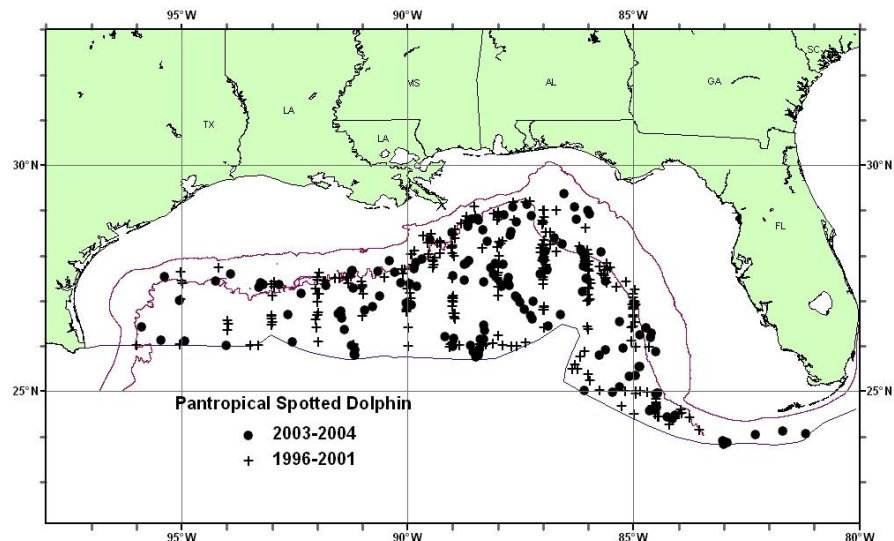 95°W 90°W 85°W
SC
MS AL GA
LA
TX
LA
30°N 30°N
FL
25°N 25°N
Pantropical Spotted Dolphin
2003-2004
1996-2001
95°W 90°W 85°W 80°W